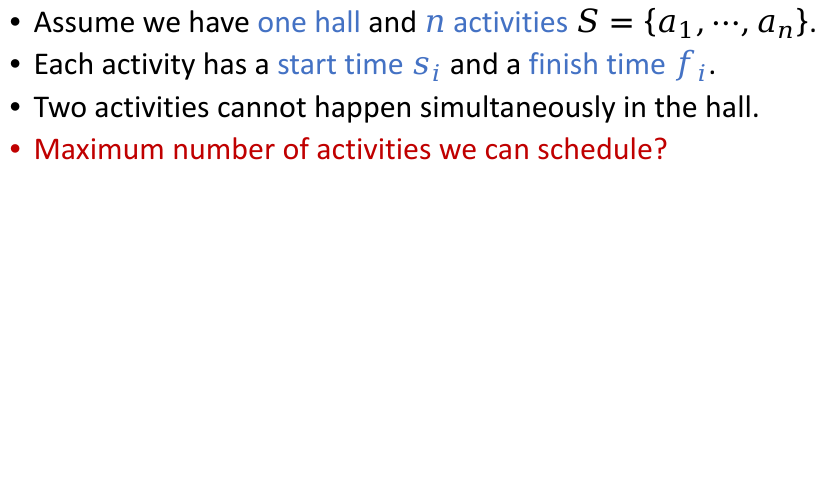 • Assume we have one hall and n activities S = {a₁, ⋯, aₙ}.
• Each activity has a start time sᵢ and a finish time fᵢ.
• Two activities cannot happen simultaneously in the hall.
• Maximum number of activities we can schedule?